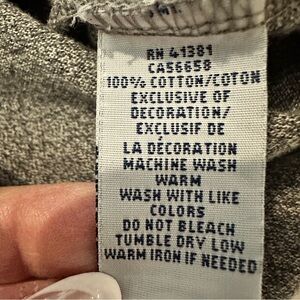 RN 41381
CA56658
100% COTTON/COTON
EXCLUSIVE OF
DECORATION/
EXCLUSIF DE
LA DÉCORATION
MACHINE WASH
WARM
WASH WITH LIKE
COLORS
DO NOT BLEACH
TUMBLE DRY LOW
WARM IRON IF NEEDED